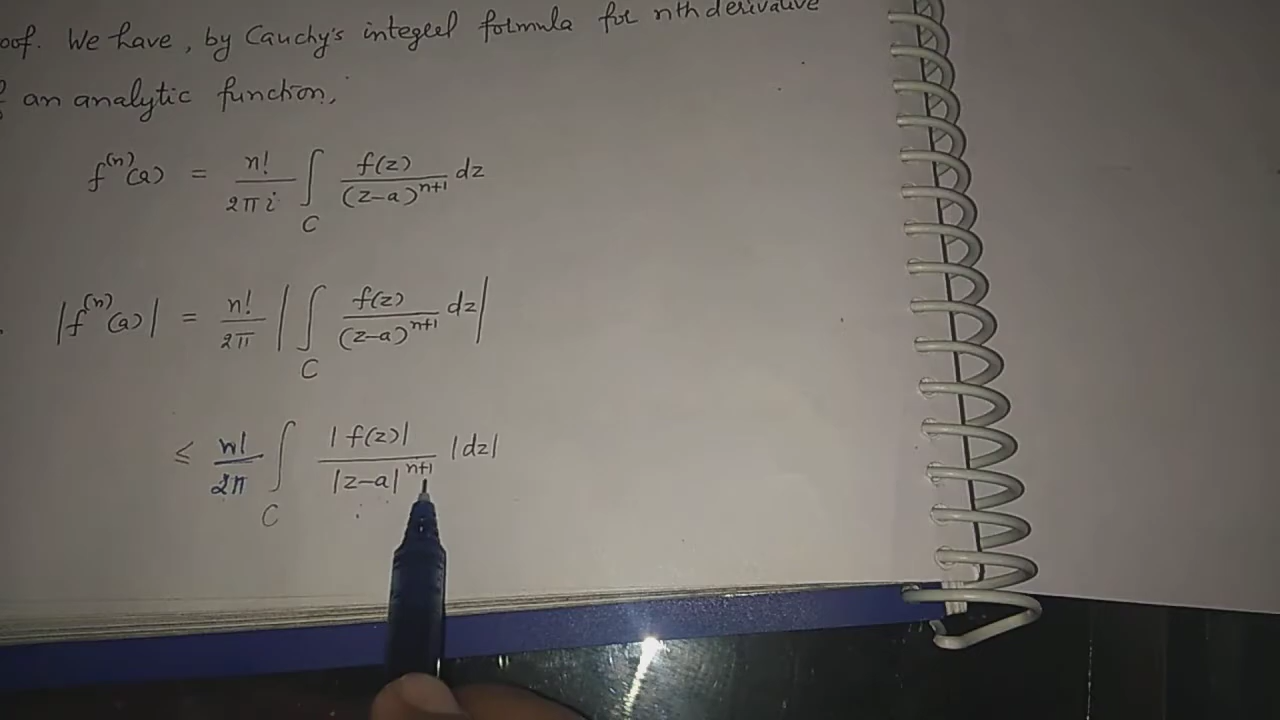 oof. We have, by Cauchy's integral formula for nth derivative
an analytic function,
f^(n)(a) = n!/2πi ∫_C f(z)/(z-a)^n+1 dz
|f^(n)(a)| = n!/2π | ∫_C f(z)/(z-a)^n+1 dz |
≤ n!/2π ∫_C |f(z)|/|z-a|^n+1 |dz|